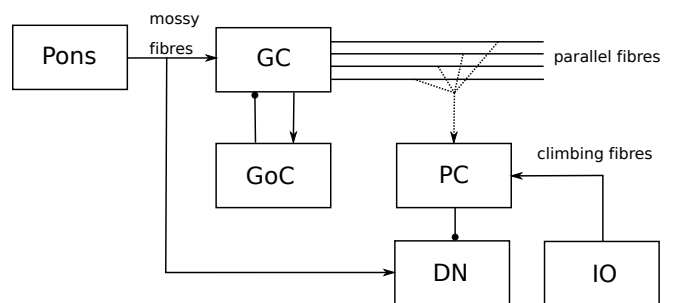 mossy
fibres
Pons
GC
parallel fibres
GoC
PC
climbing fibres
DN
IO